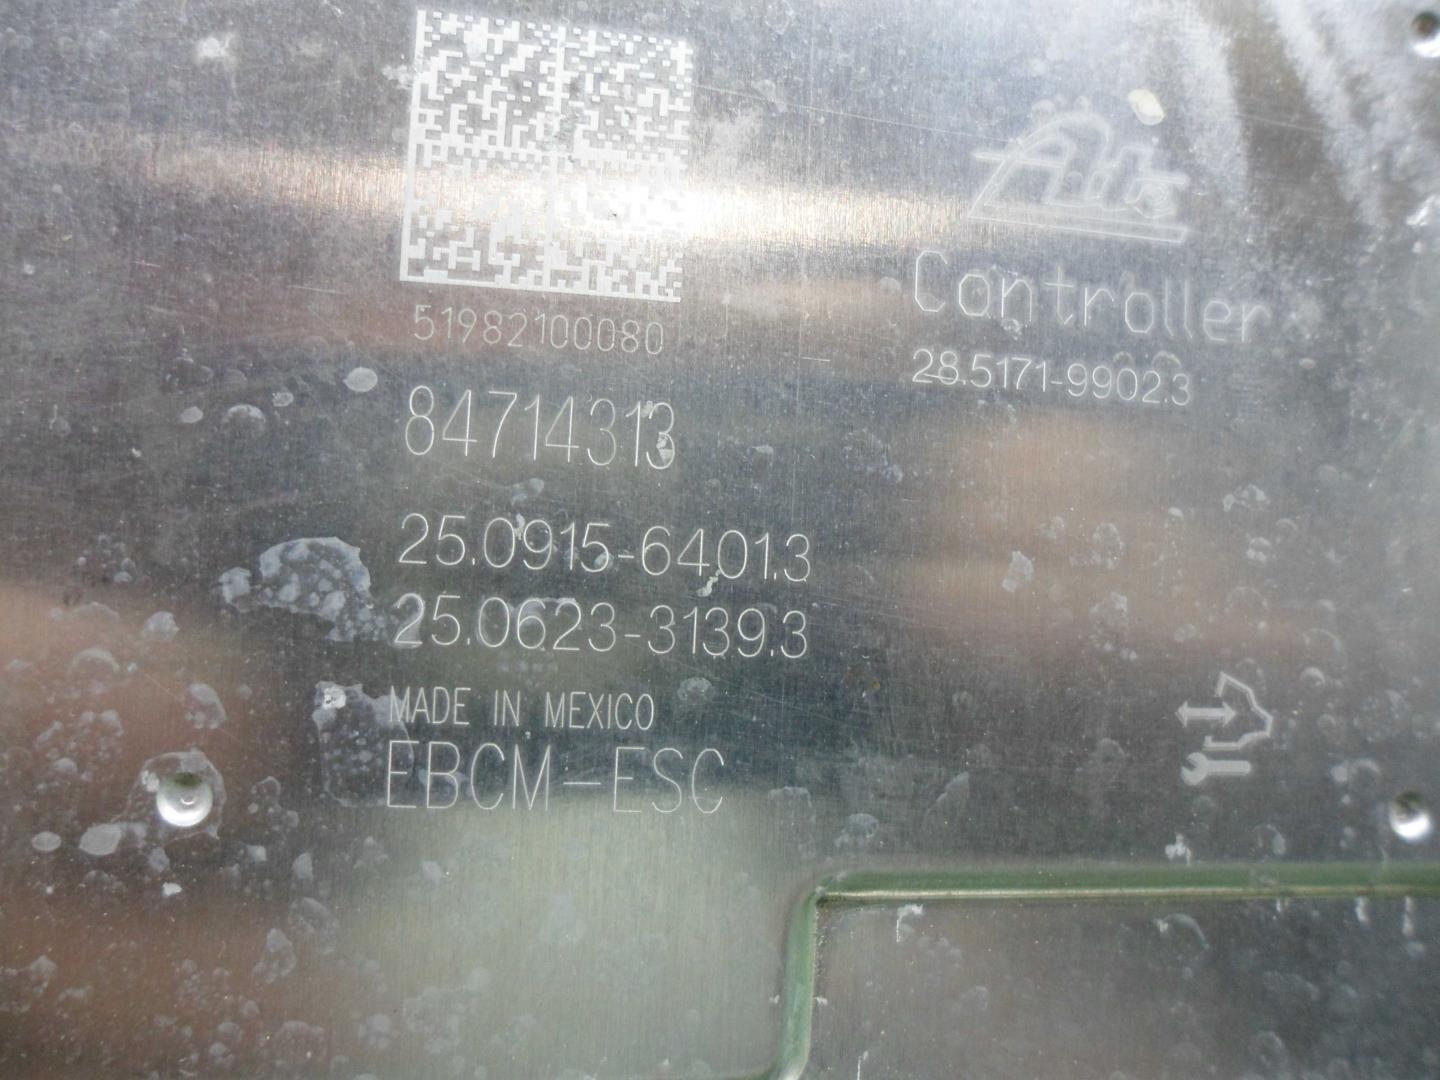 51982100080
84714313
25.0915-6401.3
25.0623-3139.3
MADE IN MEXICO
EBCM-ESC
Ate
Controller
28.5171-9902.3